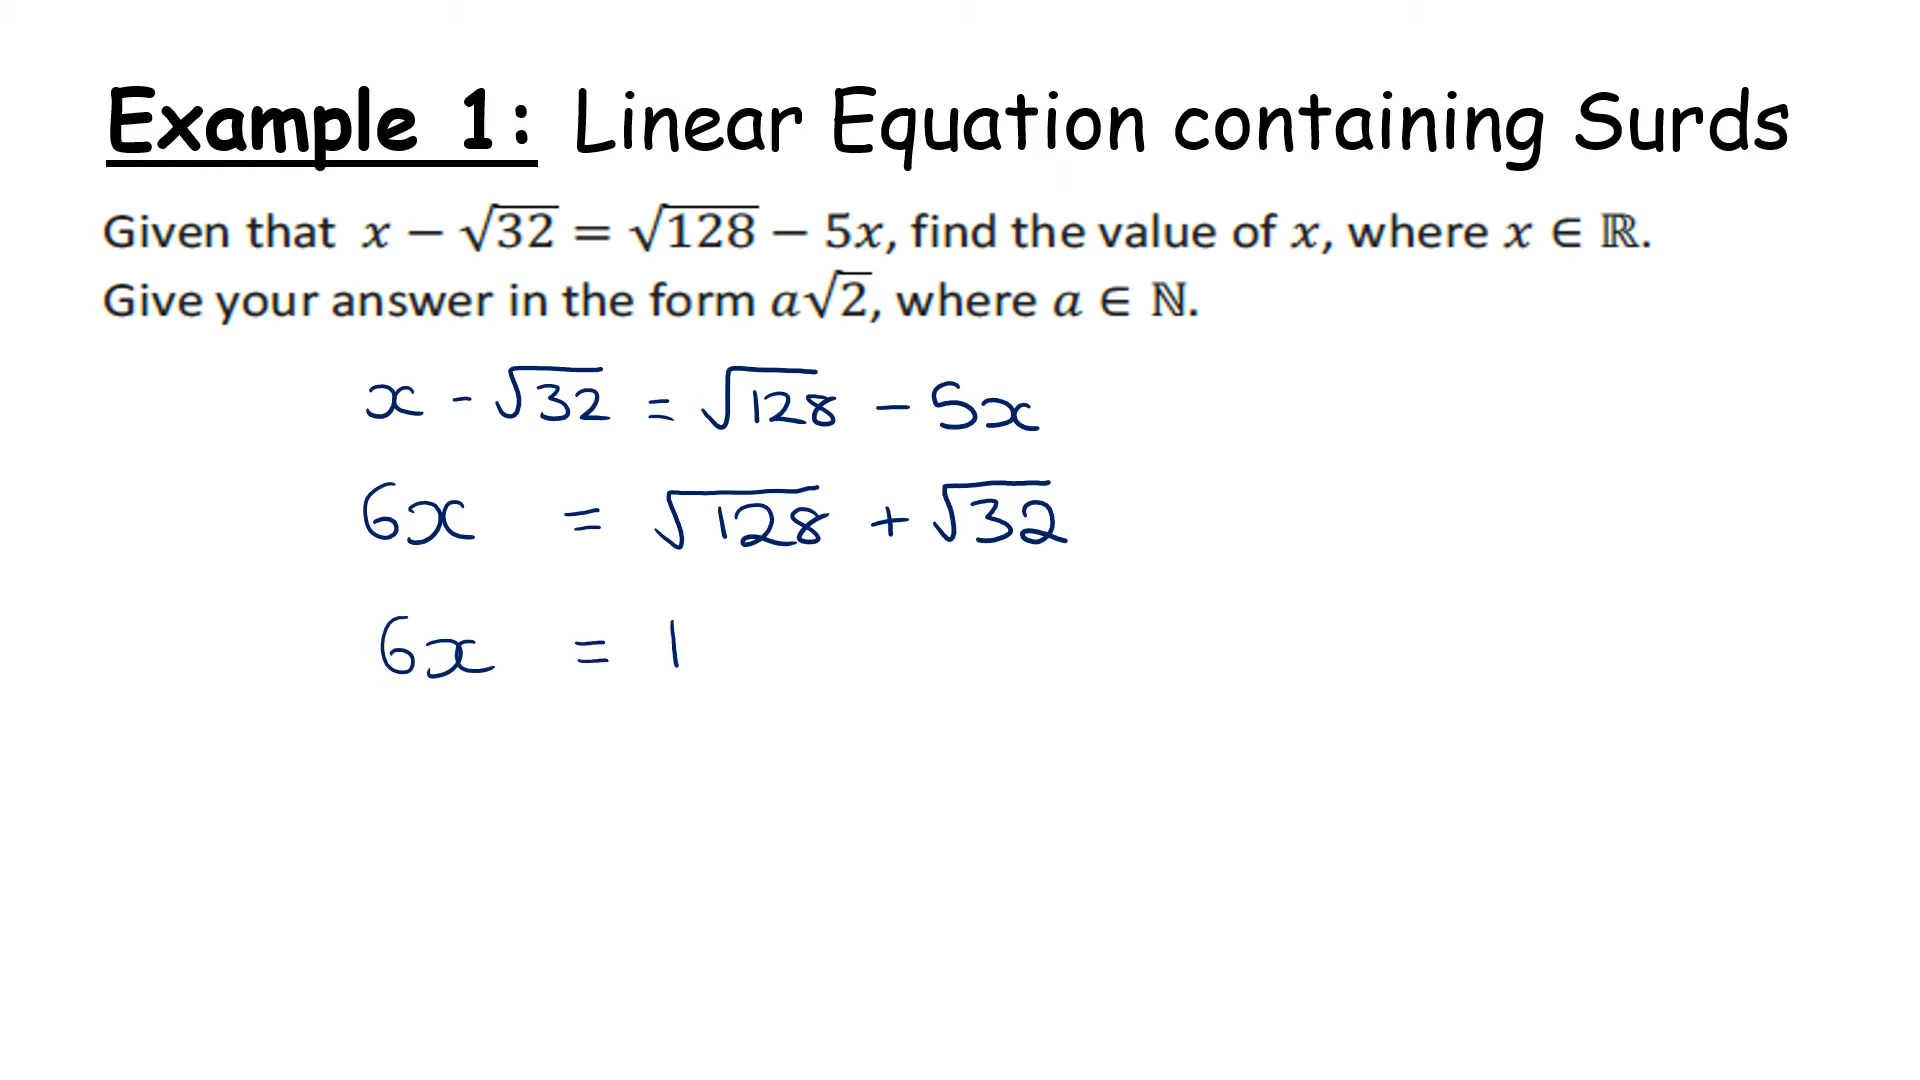 Example 1: Linear Equation containing Surds
Given that x − √32 = √128 − 5x, find the value of x, where x ∈ ℝ.
Give your answer in the form a√2, where a ∈ ℕ.
x - √32 = √128 - 5x
6x = √128 + √32
6x = 1